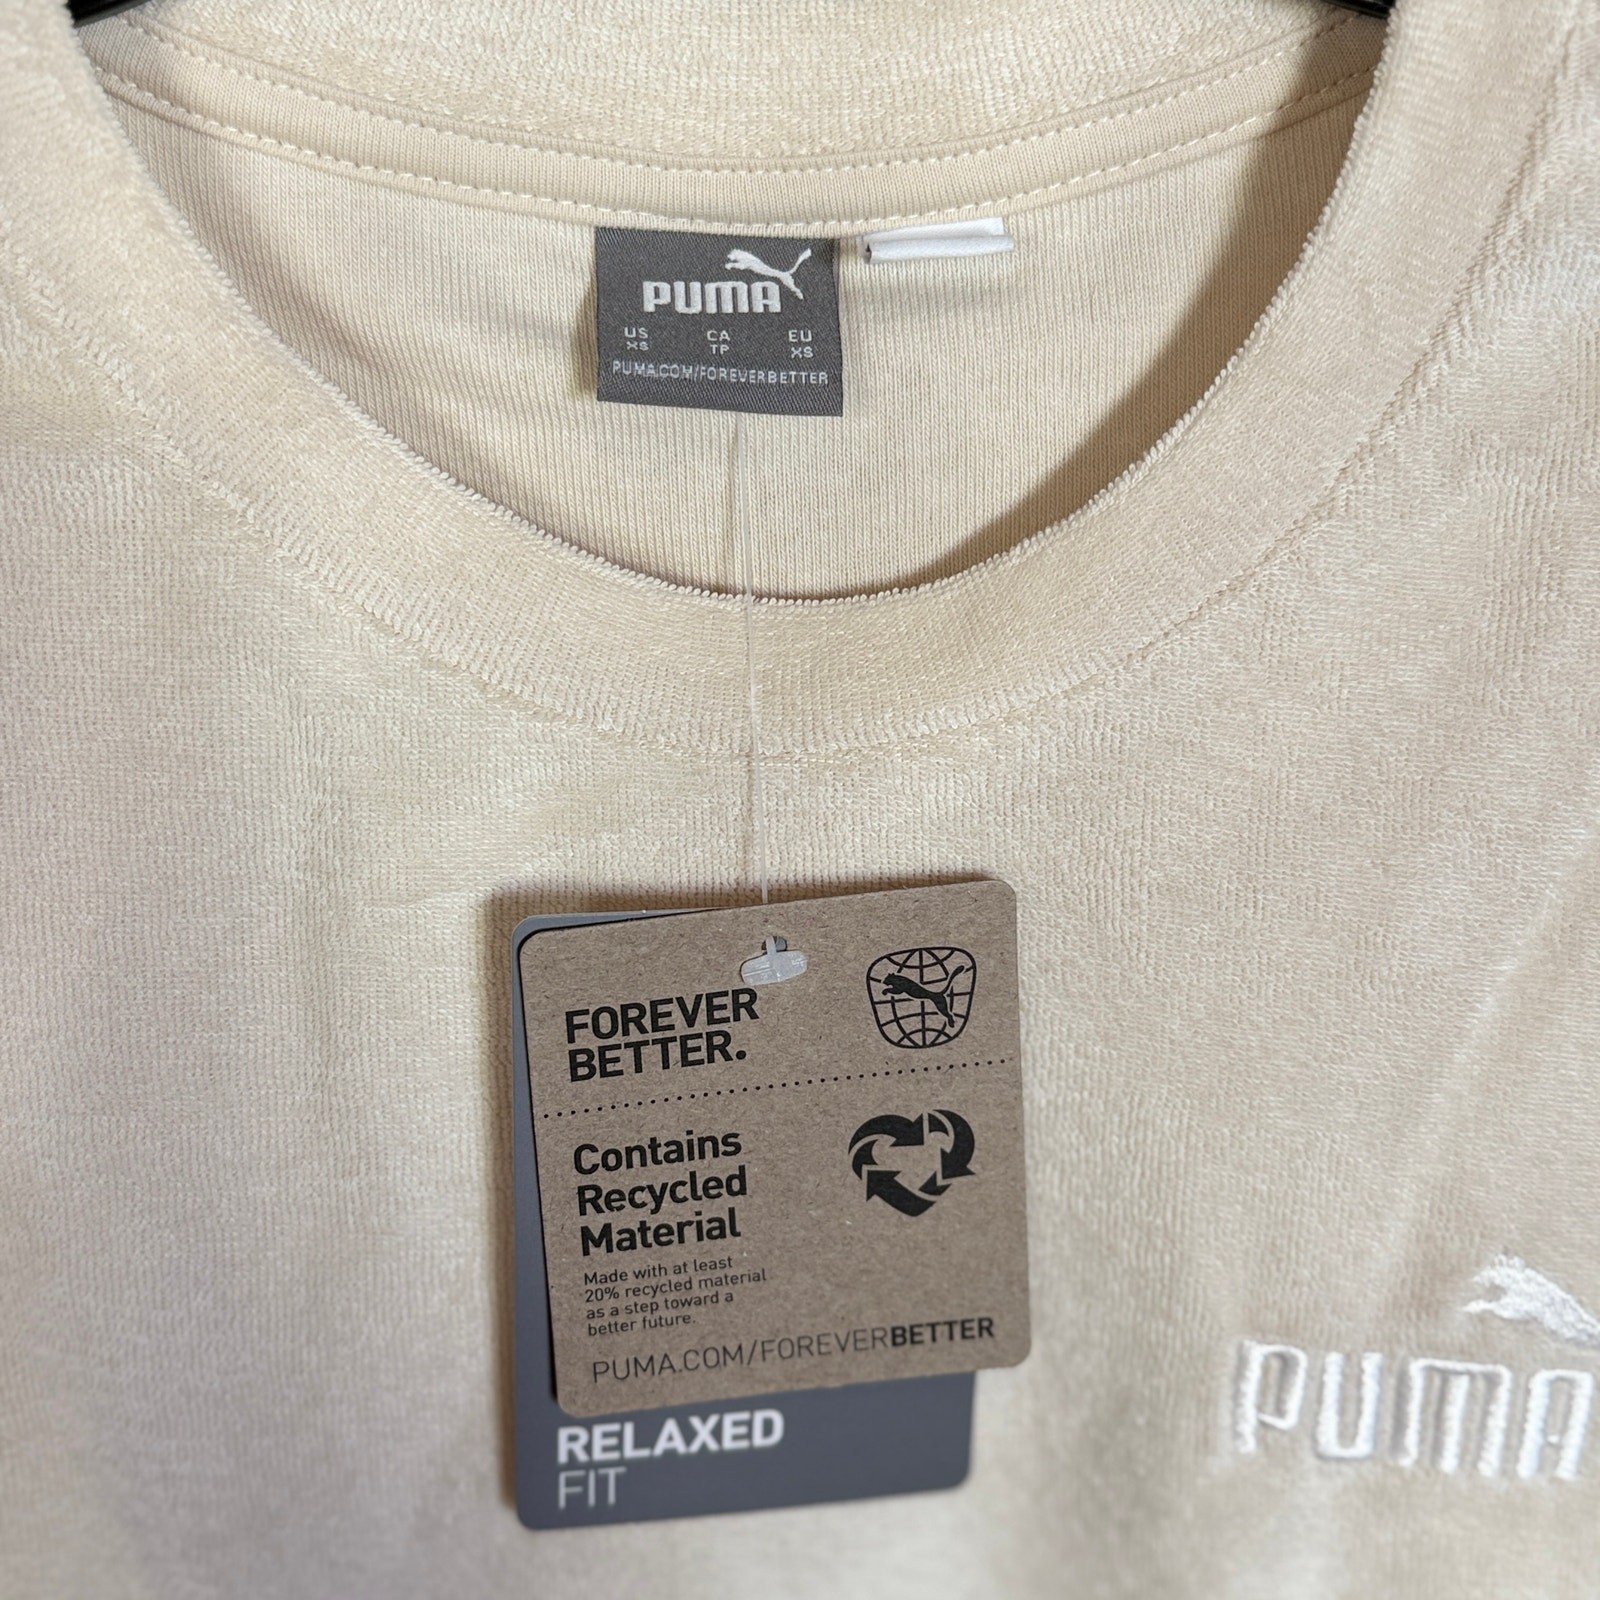 PUMA
US CA EU
XS TP XS
PUMA.COM/FOREVERBETTER
FOREVER
BETTER.
Contains
Recycled
Material
Made with at least
20% recycled material
as a step toward a
better future.
PUMA.COM/FOREVERBETTER
RELAXED
FIT
PUMA